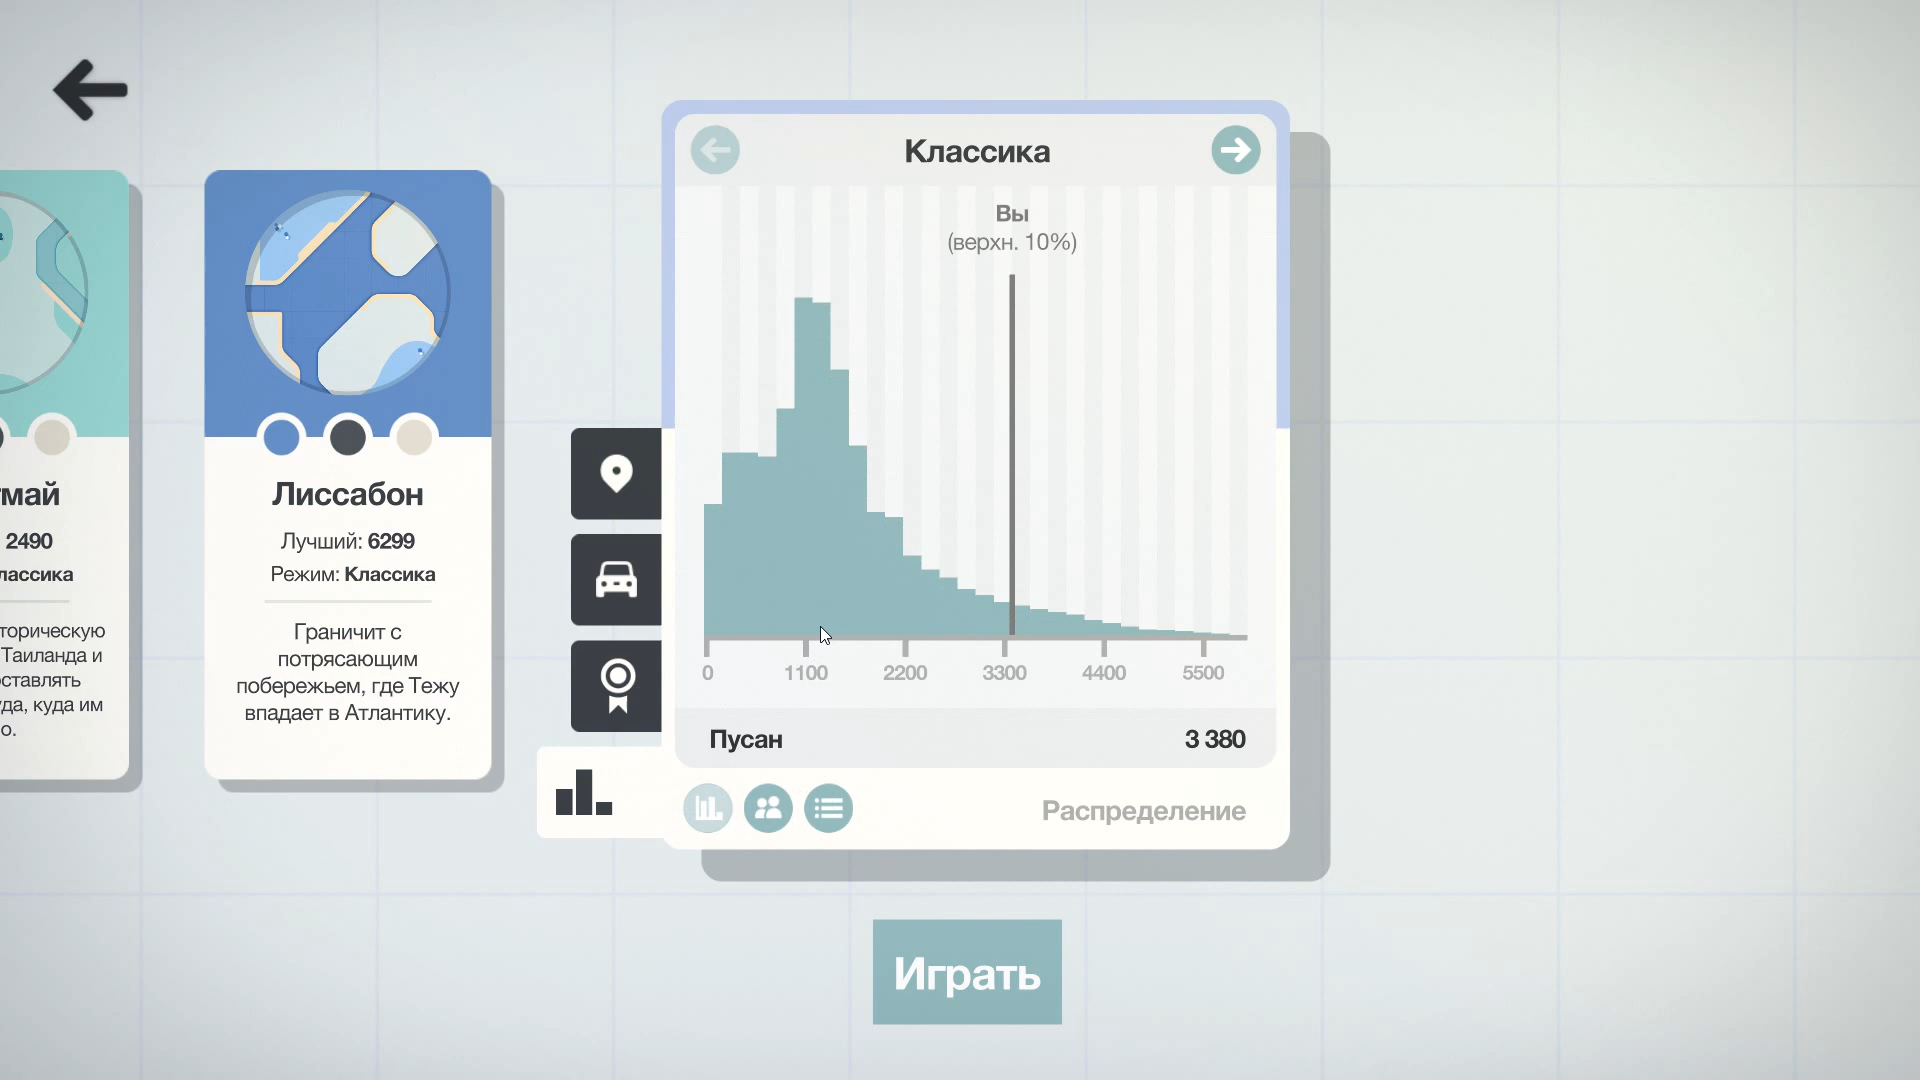 май
2490
лассика
торическую
Таиланда и
ставлять
да, куда им
о.
Лиссабон
Лучший: 6299
Режим: Классика
Граничит с
потрясающим
побережьем, где Тежу
впадает в Атлантику.
Классика
Вы
(верхн. 10%)
0 1100 2200 3300 4400 5500
Пусан 3 380
Распределение
Играть